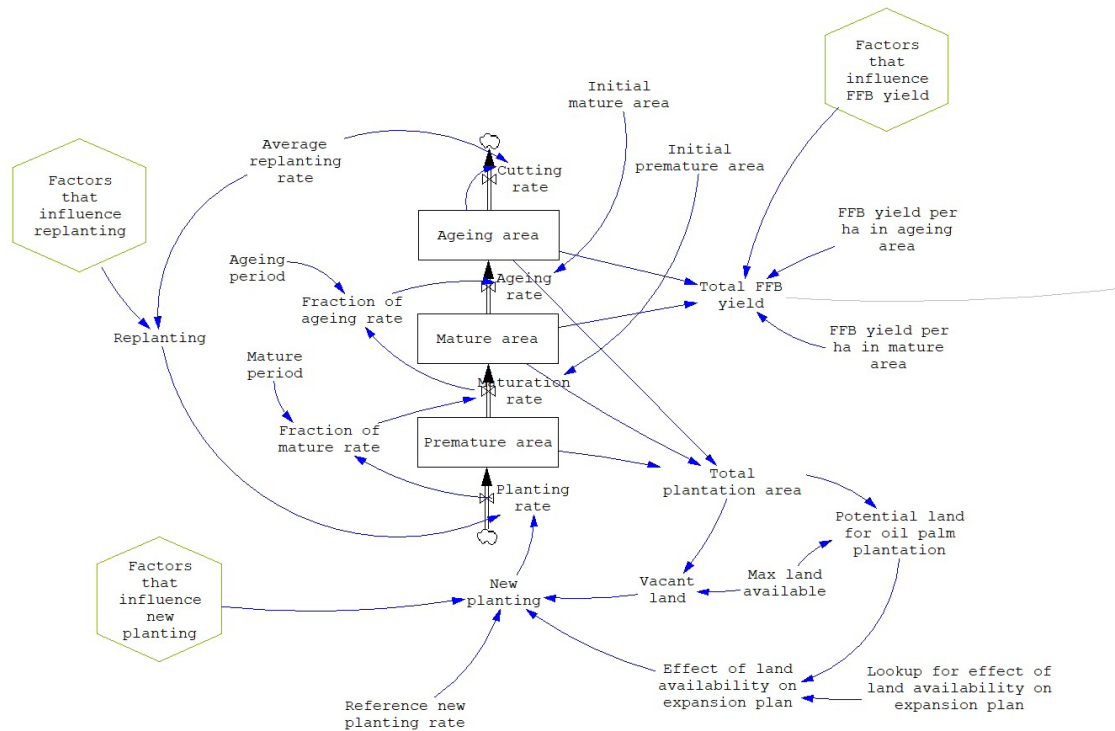 Factors
that
influence
FFB yield
Initial
mature area
Average
replanting
rate
Initial
premature area
Factors
that
influence
replanting
Cutting
rate
FFB yield per
ha in ageing
area
Ageing area
Ageing
period
Ageing
rate
Total FFB
yield
Fraction of
ageing rate
Replanting
Mature area
FFB yield per
ha in mature
area
Mature
period
Maturation
rate
Fraction of
mature rate
Premature area
Total
plantation area
Planting
rate
Potential land
for oil palm
plantation
Factors
that
influence
new
planting
New
planting
Vacant
land
Max land
available
Effect of land
availability on
expansion plan
Lookup for effect of
land availability on
expansion plan
Reference new
planting rate